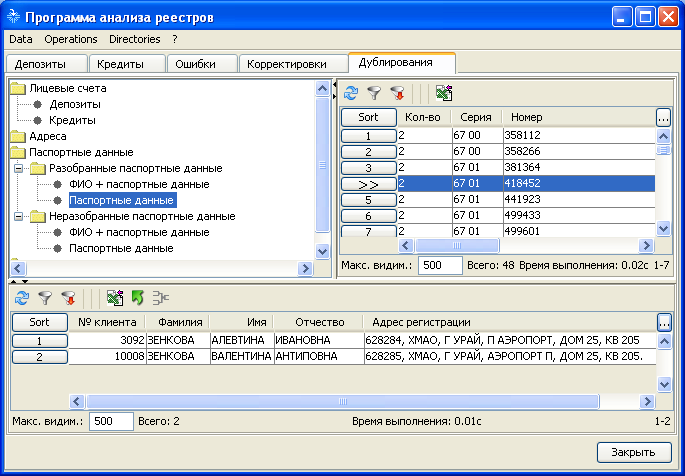 Программа анализа реестров
Data Operations Directories ?
Депозиты Кредиты Ошибки Корректировки Дублирования
Лицевые счета
Депозиты
Кредиты
Адреса
Паспортные данные
Разобранные паспортные данные
ФИО + паспортные данные
Паспортные данные
Неразобранные паспортные данные
ФИО + паспортные данные
Паспортные данные
Sort Кол-во Серия Номер ...
1 2 67 00 358112
2 2 67 00 358266
3 2 67 01 381364
>> 2 67 01 418452
5 2 67 01 441923
6 2 67 01 499433
7 2 67 01 499601
Макс. видим.: 500 Всего: 48 Время выполнения: 0.02с 1-7
Sort № клиента Фамилия Имя Отчество Адрес регистрации ...
1 3092 ЗЕНКОВА АЛЕВТИНА ИВАНОВНА 628284, ХМАО, Г УРАЙ, П АЭРОПОРТ, ДОМ 25, КВ 205
2 10008 ЗЕНКОВА ВАЛЕНТИНА АНТИПОВНА 628285, ХМАО, Г УРАЙ, АЭРОПОРТ П, ДОМ 25, КВ 205.
Макс. видим.: 500 Всего: 2 Время выполнения: 0.01с 1-2
Закрыть